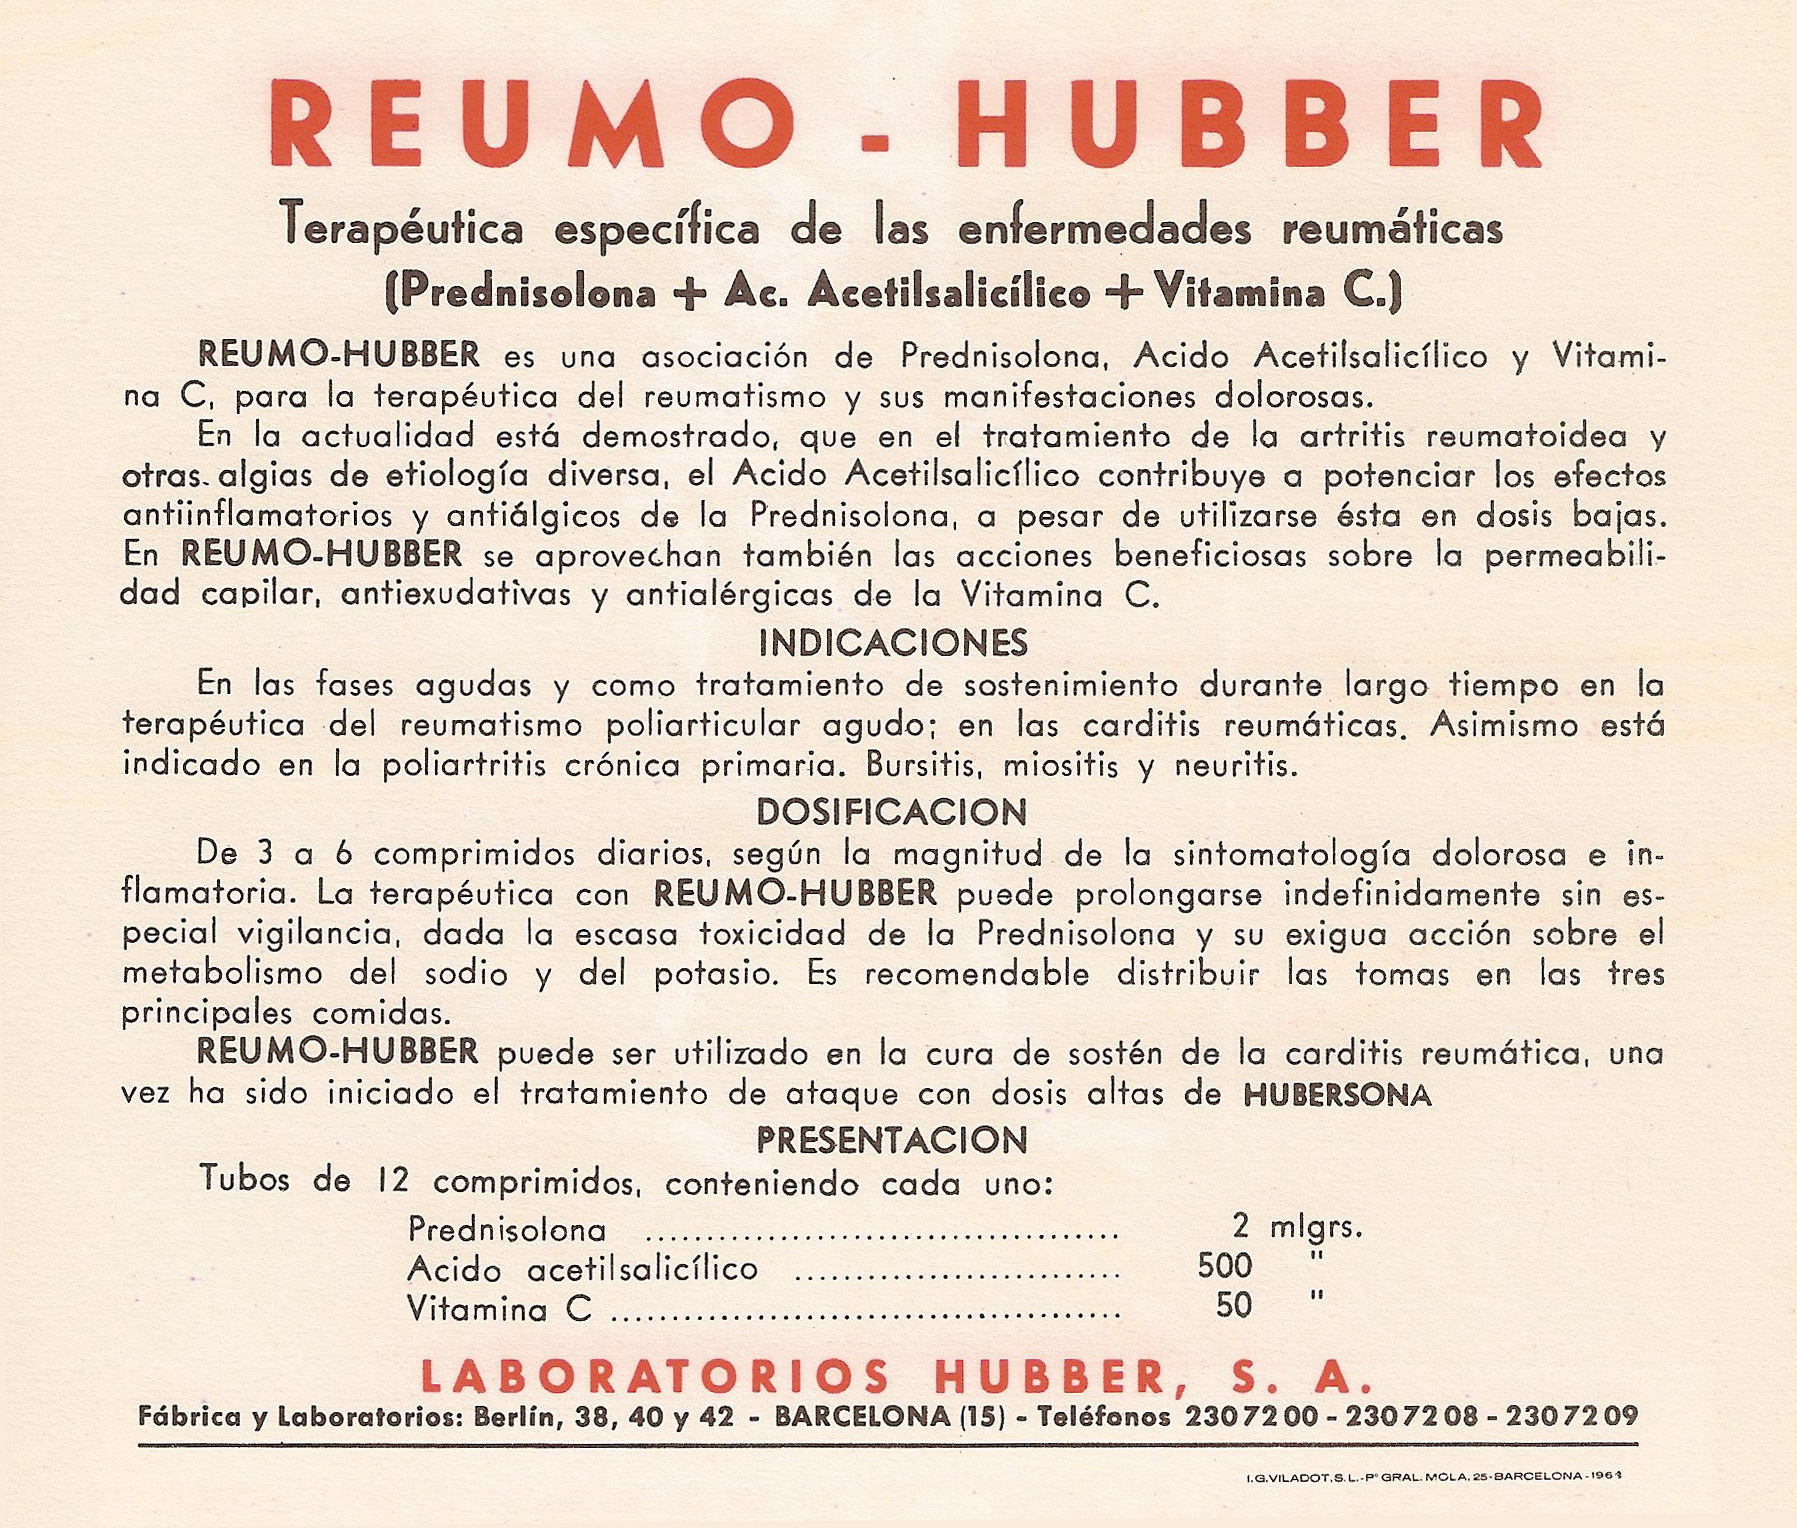 REUMO - HUBBER
Terapéutica específica de las enfermedades reumáticas
(Prednisolona + Ac. Acetilsalicílico + Vitamina C.)
REUMO-HUBBER es una asociación de Prednisolona, Acido Acetilsalicílico y Vitami-
na C, para la terapéutica del reumatismo y sus manifestaciones dolorosas.
En la actualidad está demostrado, que en el tratamiento de la artritis reumatoidea y
otras algias de etiología diversa, el Acido Acetilsalicílico contribuye a potenciar los efectos
antiinflamatorios y antiálgicos de la Prednisolona, a pesar de utilizarse ésta en dosis bajas.
En REUMO-HUBBER se aprovechan también las acciones beneficiosas sobre la permeabili-
dad capilar, antiexudativas y antialérgicas de la Vitamina C.
INDICACIONES
En las fases agudas y como tratamiento de sostenimiento durante largo tiempo en la
terapéutica del reumatismo poliarticular agudo; en las carditis reumáticas. Asimismo está
indicado en la poliartritis crónica primaria. Bursitis, miositis y neuritis.
DOSIFICACION
De 3 a 6 comprimidos diarios, según la magnitud de la sintomatología dolorosa e in-
flamatoria. La terapéutica con REUMO-HUBBER puede prolongarse indefinidamente sin es-
pecial vigilancia, dada la escasa toxicidad de la Prednisolona y su exigua acción sobre el
metabolismo del sodio y del potasio. Es recomendable distribuir las tomas en las tres
principales comidas.
REUMO-HUBBER puede ser utilizado en la cura de sostén de la carditis reumática, una
vez ha sido iniciado el tratamiento de ataque con dosis altas de HUBERSONA
PRESENTACION
Tubos de 12 comprimidos, conteniendo cada uno:
Prednisolona ........................................ 2 mlgrs.
Acido acetilsalicílico ............................ 500 "
Vitamina C ........................................... 50 "
LABORATORIOS HUBBER, S. A.
Fábrica y Laboratorios: Berlín, 38, 40 y 42 - BARCELONA (15) - Teléfonos 230 72 00 - 230 72 08 - 230 72 09
I.G.VILADOT, S.L.-Pº GRAL. MOLA, 25-BARCELONA-1964